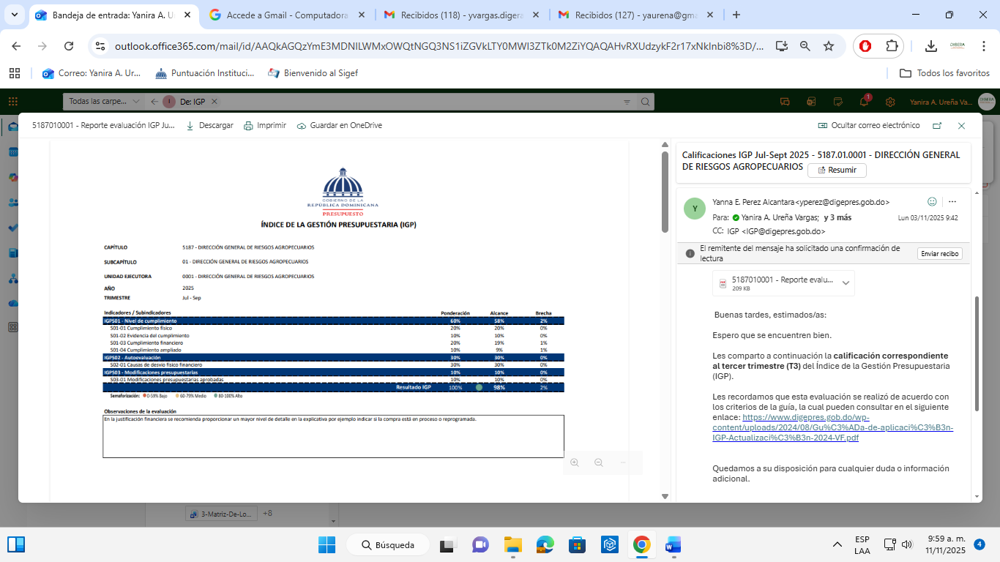 Bandeja de entrada: Yanira A. U
Accede a Gmail - Computadora
Recibidos (118) - yvargas.digera
Recibidos (127) - yaurena@gma
outlook.office365.com/mail/id/AAQkAGQzYmE3MDNlLWMxOWQtNGQ3NS1iZGVkLTY0MWI3ZTk0M2ZiYQAQAHvRXUdzykF2r17xNkInbi8%3D/...
Correo: Yanira A. Ur...
Puntuación Instituci...
Bienvenido al Sigef
Todos los favoritos
Todas las carpe...
De: IGP
1
Yanira A. Ureña Va...
5187010001 - Reporte evaluación IGP Ju...
Descargar
Imprimir
Guardar en OneDrive
Ocultar correo electrónico
GOBIERNO DE LA
REPÚBLICA DOMINICANA
PRESUPUESTO
ÍNDICE DE LA GESTIÓN PRESUPUESTARIA (IGP)
CAPÍTULO 5187 - DIRECCIÓN GENERAL DE RIESGOS AGROPECUARIOS
SUBCAPÍTULO 01 - DIRECCIÓN GENERAL DE RIESGOS AGROPECUARIOS
UNIDAD EJECUTORA 0001 - DIRECCIÓN GENERAL DE RIESGOS AGROPECUARIOS
AÑO 2025
TRIMESTRE Jul - Sep
Indicadores / Subindicadores Ponderación Alcance Brecha
IGPS01 - Nivel de cumplimiento 60% 58% 2%
S01-01 Cumplimiento físico 20% 20% 0%
S01-02 Evidencia del cumplimiento 10% 10% 0%
S01-03 Cumplimiento financiero 20% 19% 1%
S01-04 Cumplimiento ampliado 10% 9% 1%
IGPS02 - Autoevaluación 30% 30% 0%
S02-01 Causas de desvío físico financiero 30% 30% 0%
IGPS03 - Modificaciones presupuestarias 10% 10% 0%
S03-01 Modificaciones presupuestarias aprobadas 10% 10% 0%
Resultado IGP 100% 98% 2%
Semaforización: 0-59% Bajo 60-79% Medio 80-100% Alto
Observaciones de la evaluación
En la justificación financiera se recomienda proporcionar un mayor nivel de detalle en la explicativa por ejemplo indicar si la compra está en proceso o reprogramada.
Calificaciones IGP Jul-Sept 2025 - 5187.01.0001 - DIRECCIÓN GENERAL
DE RIESGOS AGROPECUARIOS
Resumir
Y
Yanna E. Perez Alcantara<yperez@digepres.gob.do>
Para: Yanira A. Ureña Vargas; y 3 más
Lun 03/11/2025 9:42
CC: IGP <IGP@digepres.gob.do>
El remitente del mensaje ha solicitado una confirmación de
lectura
Enviar recibo
5187010001 - Reporte evalu...
209 KB
Buenas tardes, estimados/as:
Espero que se encuentren bien.
Les comparto a continuación la calificación correspondiente
al tercer trimestre (T3) del Índice de la Gestión Presupuestaria
(IGP).
Les recordamos que esta evaluación se realizó de acuerdo con
los criterios de la guía, la cual pueden consultar en el siguiente
enlace: https://www.digepres.gob.do/wp-
content/uploads/2024/08/Gu%C3%ADa-de-aplicaci%C3%B3n-
IGP-Actualizaci%C3%B3n-2024-VF.pdf
Quedamos a su disposición para cualquier duda o información
adicional.
3-Matriz-De-Lo...
+8
Búsqueda
ESP
LAA
9:59 a. m.
11/11/2025
4